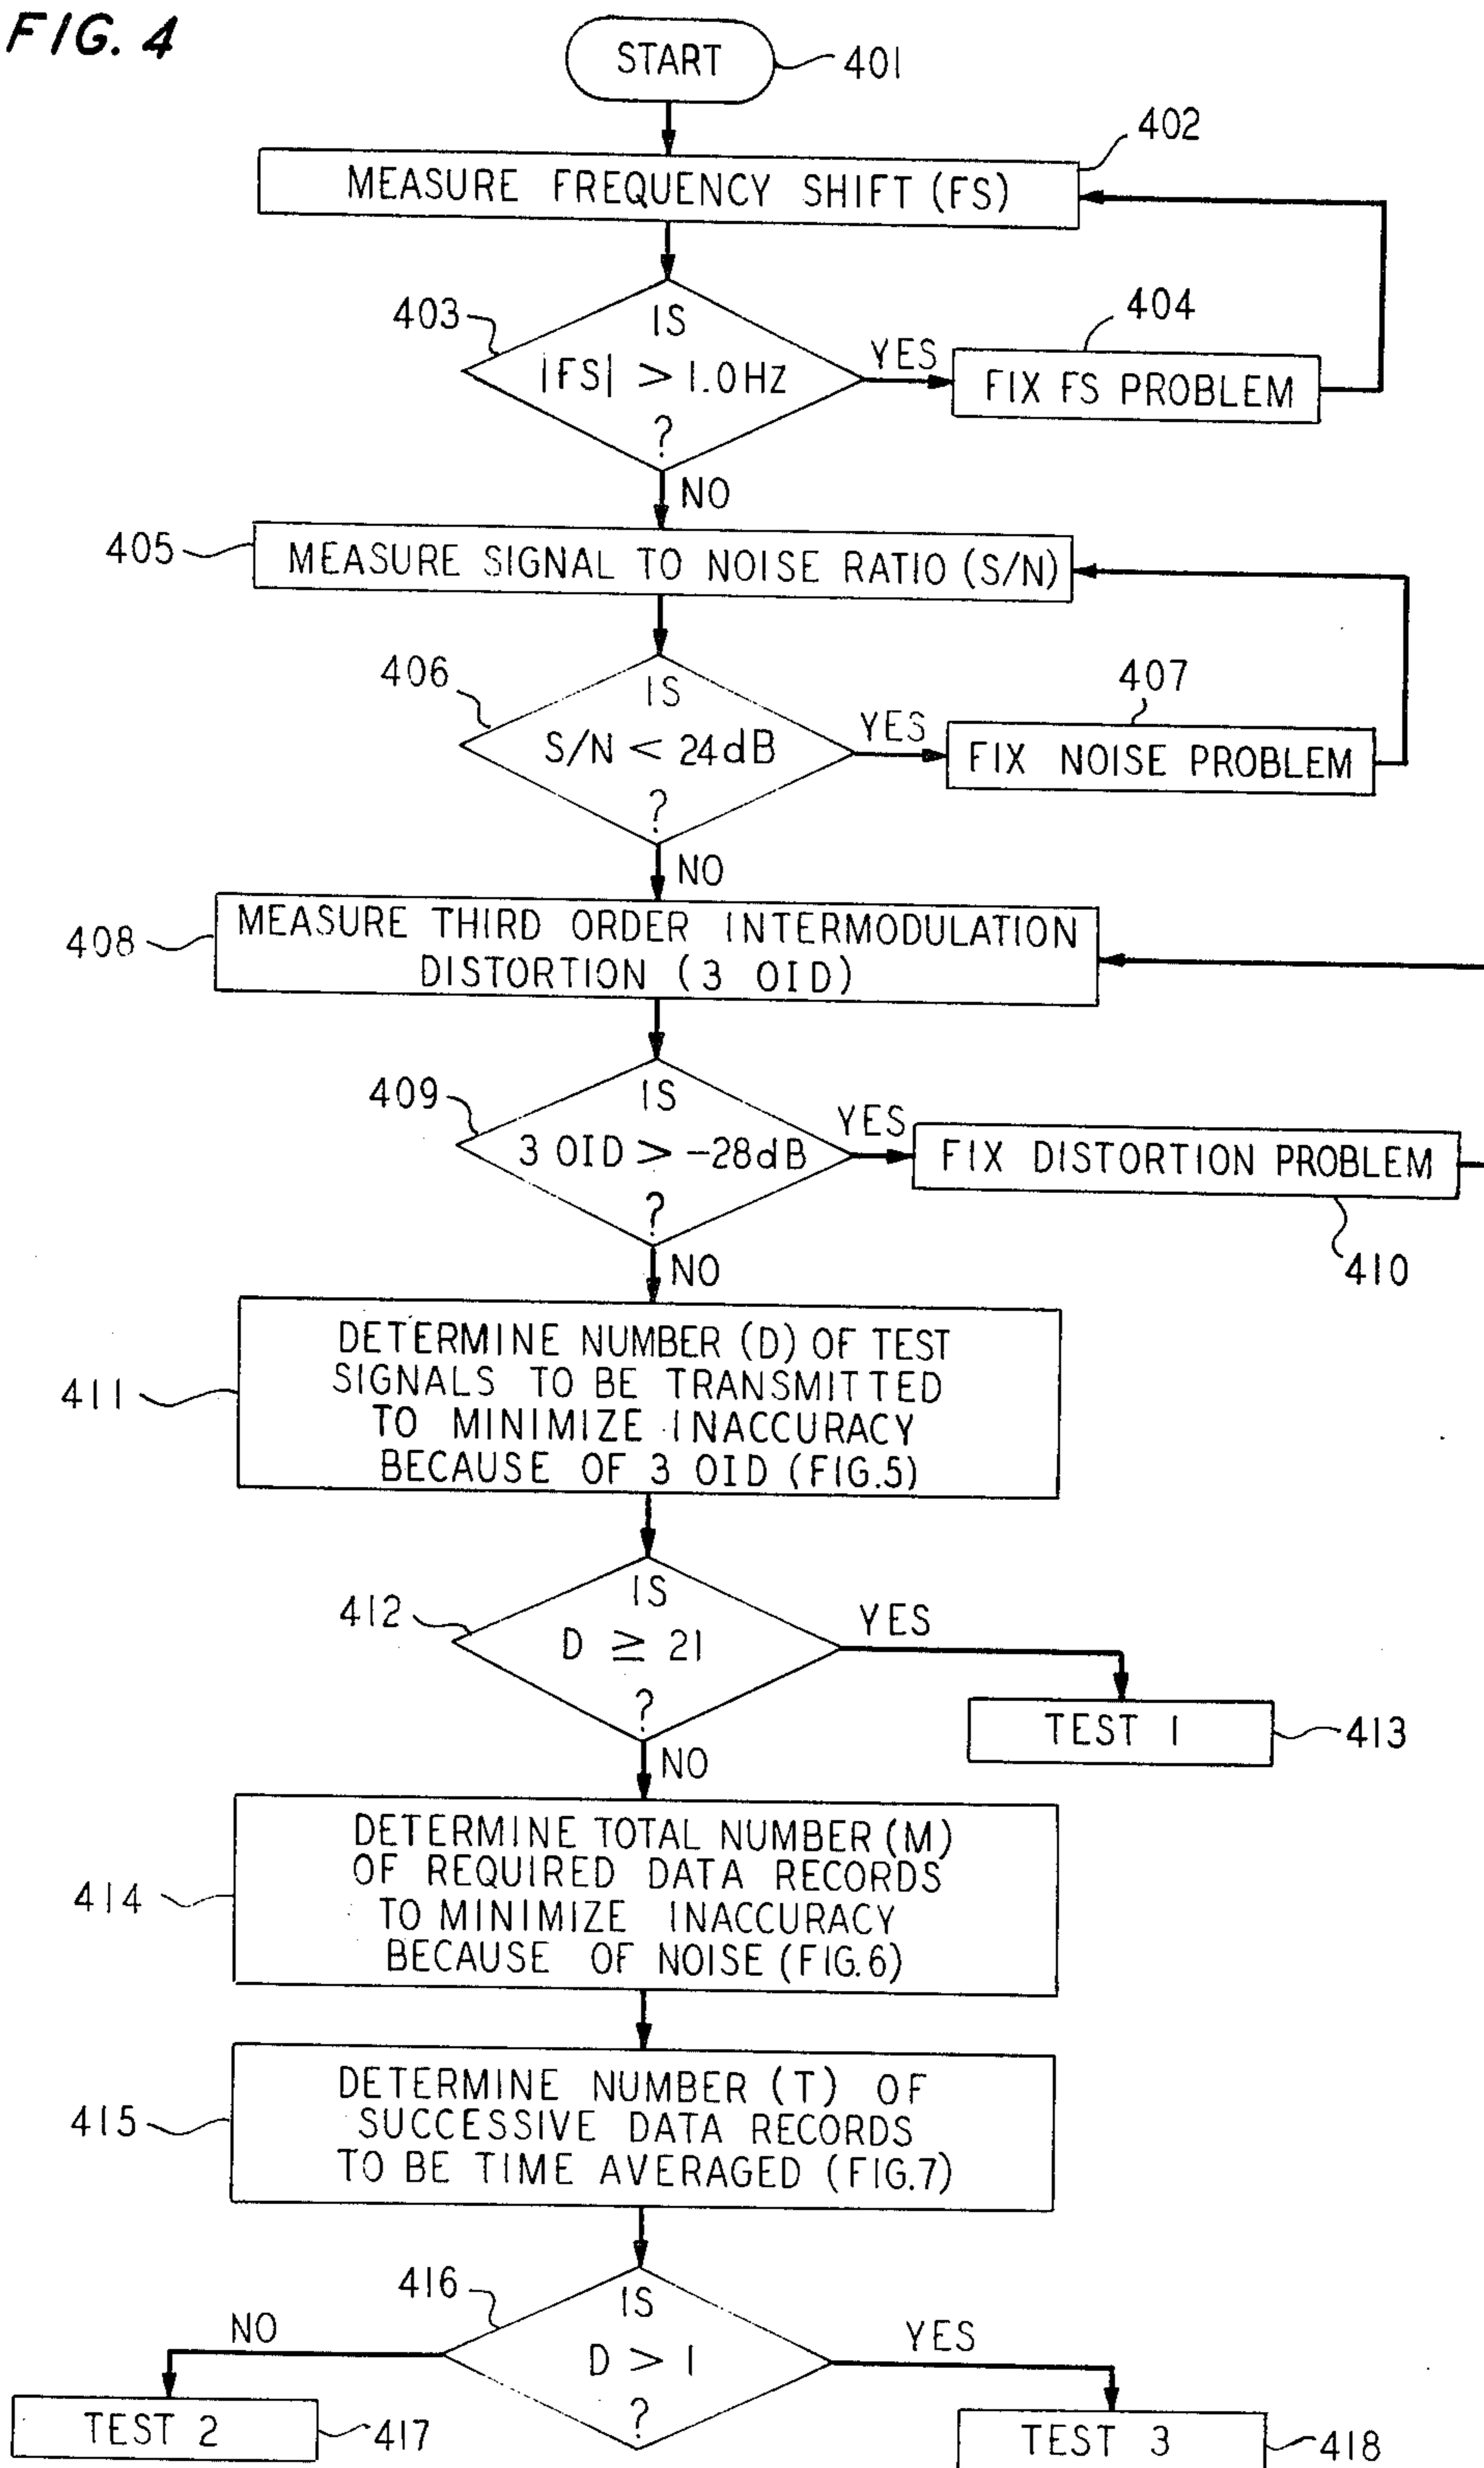 FIG. 4
START
401
402
MEASURE FREQUENCY SHIFT (FS)
403
IS
|FS| > 1.0HZ
?
YES
404
FIX FS PROBLEM
NO
405
MEASURE SIGNAL TO NOISE RATIO (S/N)
406
IS
S/N < 24dB
?
YES
407
FIX NOISE PROBLEM
NO
408
MEASURE THIRD ORDER INTERMODULATION
DISTORTION (3 OID)
409
IS
3 OID > -28dB
?
YES
FIX DISTORTION PROBLEM
410
NO
411
DETERMINE NUMBER (D) OF TEST
SIGNALS TO BE TRANSMITTED
TO MINIMIZE INACCURACY
BECAUSE OF 3 OID (FIG.5)
412
IS
D ≥ 21
?
YES
TEST 1
413
NO
414
DETERMINE TOTAL NUMBER (M)
OF REQUIRED DATA RECORDS
TO MINIMIZE INACCURACY
BECAUSE OF NOISE (FIG.6)
415
DETERMINE NUMBER (T) OF
SUCCESSIVE DATA RECORDS
TO BE TIME AVERAGED (FIG.7)
416
IS
D > 1
?
NO
YES
TEST 2
417
TEST 3
418